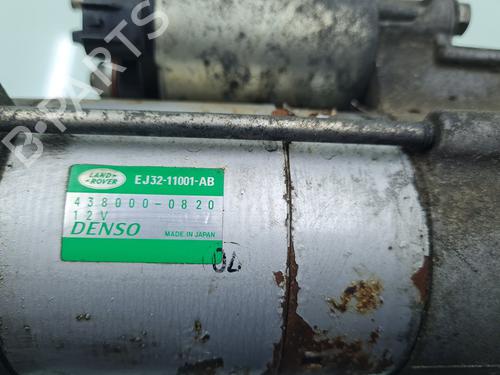 B-PARTS
LAND-
ROVER
EJ32-11001-AB
438000-0820
12V
DENSO
MADE IN JAPAN